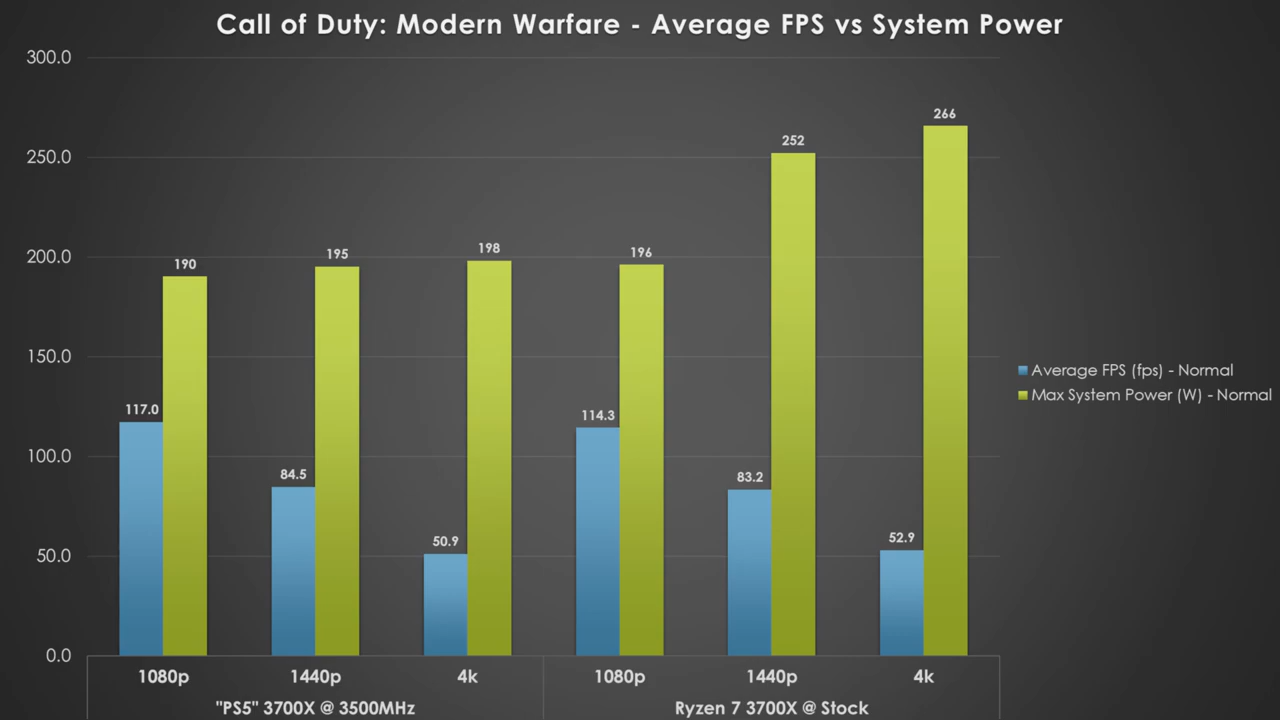 Call of Duty: Modern Warfare - Average FPS vs System Power
300.0
250.0
200.0
150.0
100.0
50.0
0.0
117.0
190
84.5
195
50.9
198
114.3
196
83.2
252
52.9
266
1080p
1440p
4k
1080p
1440p
4k
"PS5" 3700X @ 3500MHz
Ryzen 7 3700X @ Stock
Average FPS (fps) - Normal
Max System Power (W) - Normal